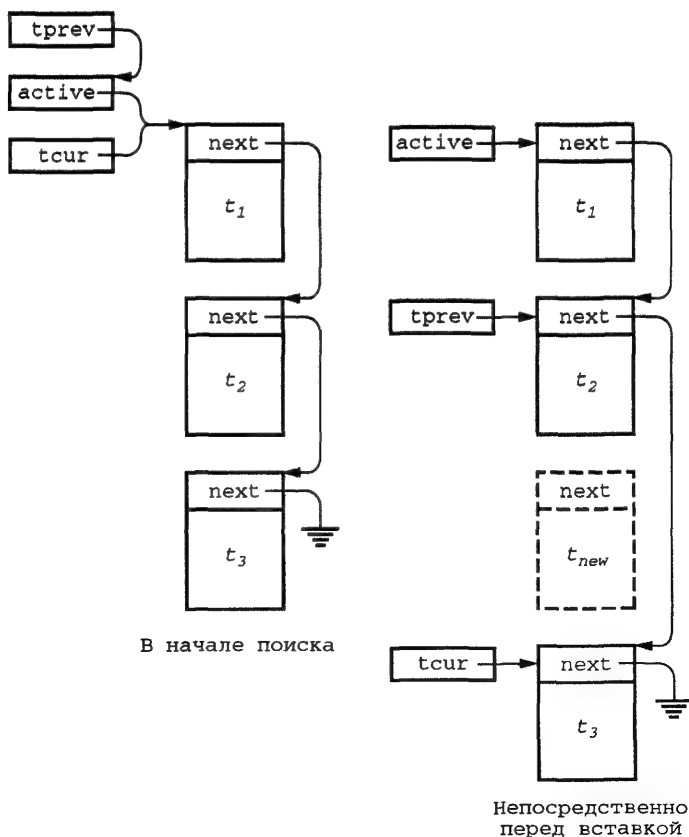 tprev
active
tcur
next
t1
next
t2
next
t3
В начале поиска
active
next
t1
tprev
next
t2
next
tnew
tcur
next
t3
Непосредственно
перед вставкой